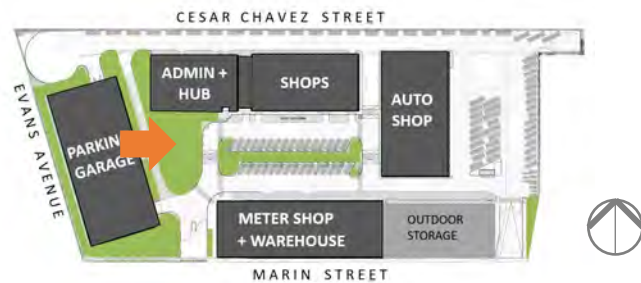 CESAR CHAVEZ STREET
EVANS AVENUE
ADMIN +
HUB
SHOPS
AUTO
SHOP
PARKIN
GARAGE
METER SHOP
+ WAREHOUSE
OUTDOOR
STORAGE
MARIN STREET